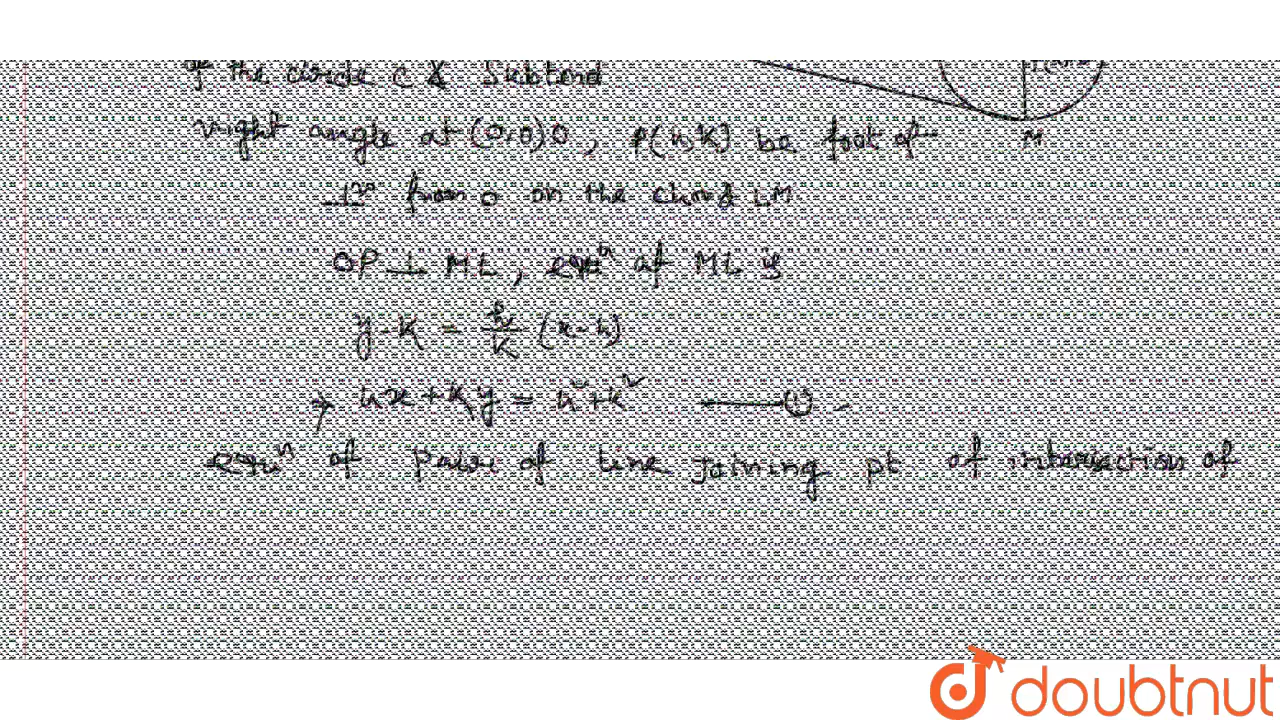 of the circle C & Subtend
right angle at (0,0)0, P(h,k) be foot of
⊥r from O on the chord LM.
M
OP ⊥ ML, eqn of ML is
y-K = h/K (x-h)
⇒ hx+Ky = h²+K² —— (1)
eqn of pair of line Joining pt of intersection of
doubtnut